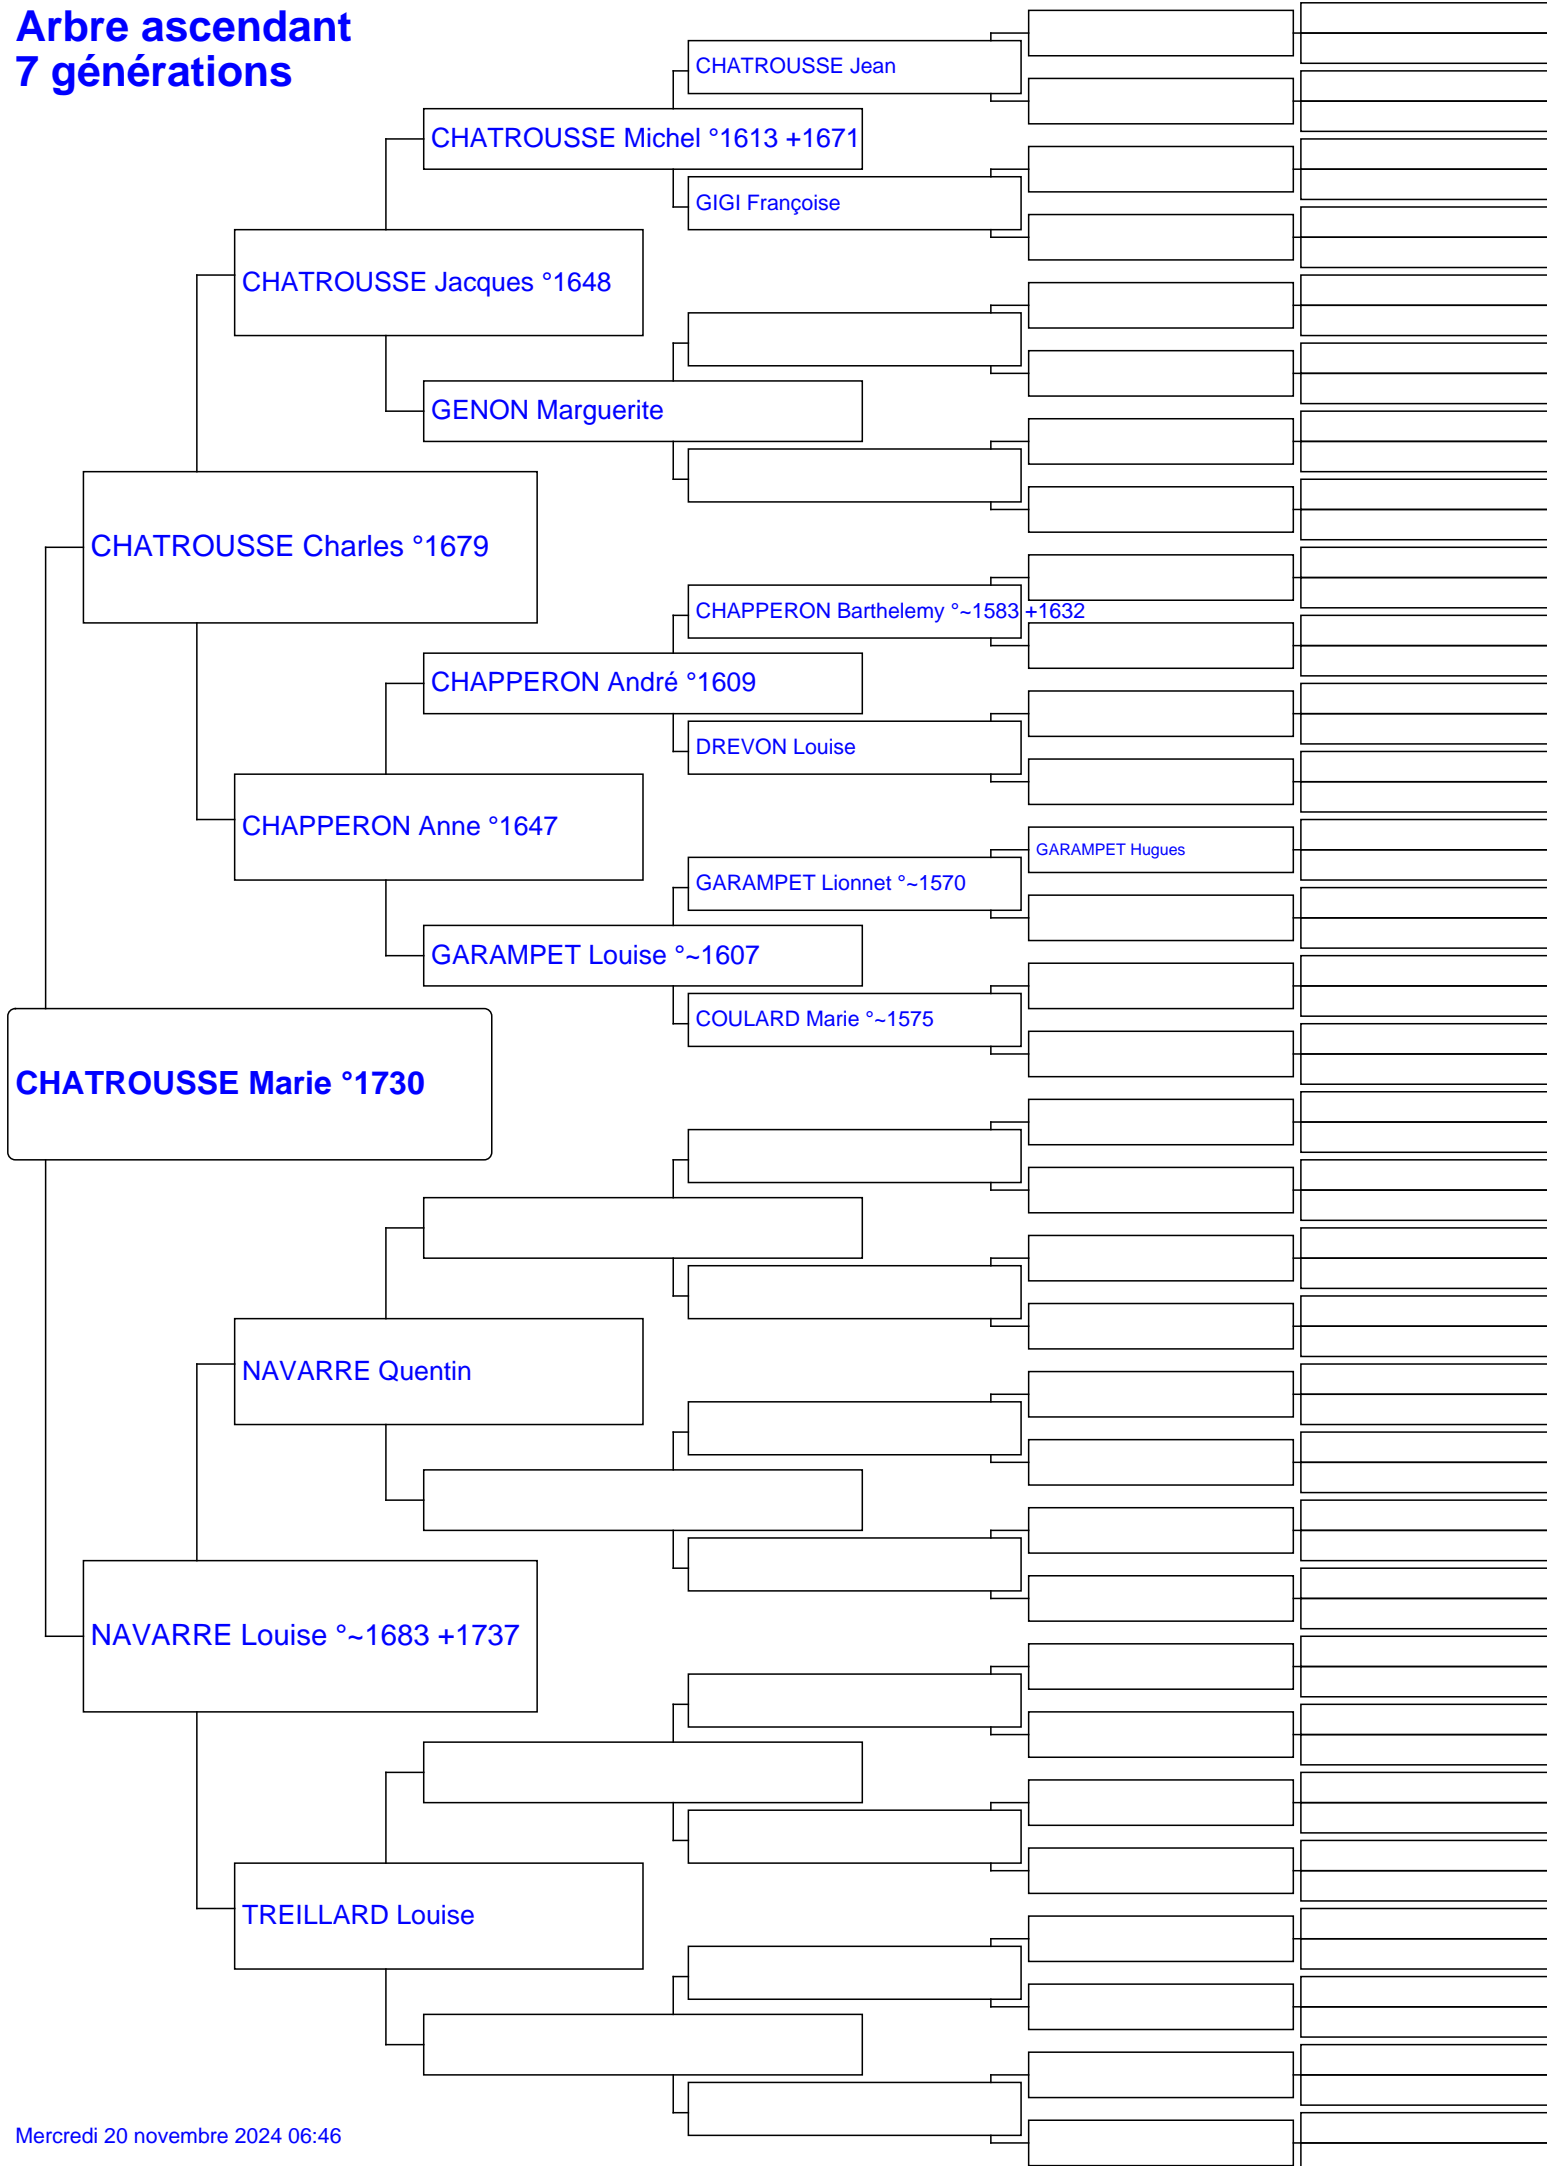 Arbre ascendant
7 générations
CHATROUSSE Jean
CHATROUSSE Michel °1613 +1671
GIGI Françoise
CHATROUSSE Jacques °1648
GENON Marguerite
CHATROUSSE Charles °1679
CHAPPERON Barthelemy °~1583 +1632
CHAPPERON André °1609
DREVON Louise
CHAPPERON Anne °1647
GARAMPET Hugues
GARAMPET Lionnet °~1570
GARAMPET Louise °~1607
COULARD Marie °~1575
CHATROUSSE Marie °1730
NAVARRE Quentin
NAVARRE Louise °~1683 +1737
TREILLARD Louise
Mercredi 20 novembre 2024 06:46